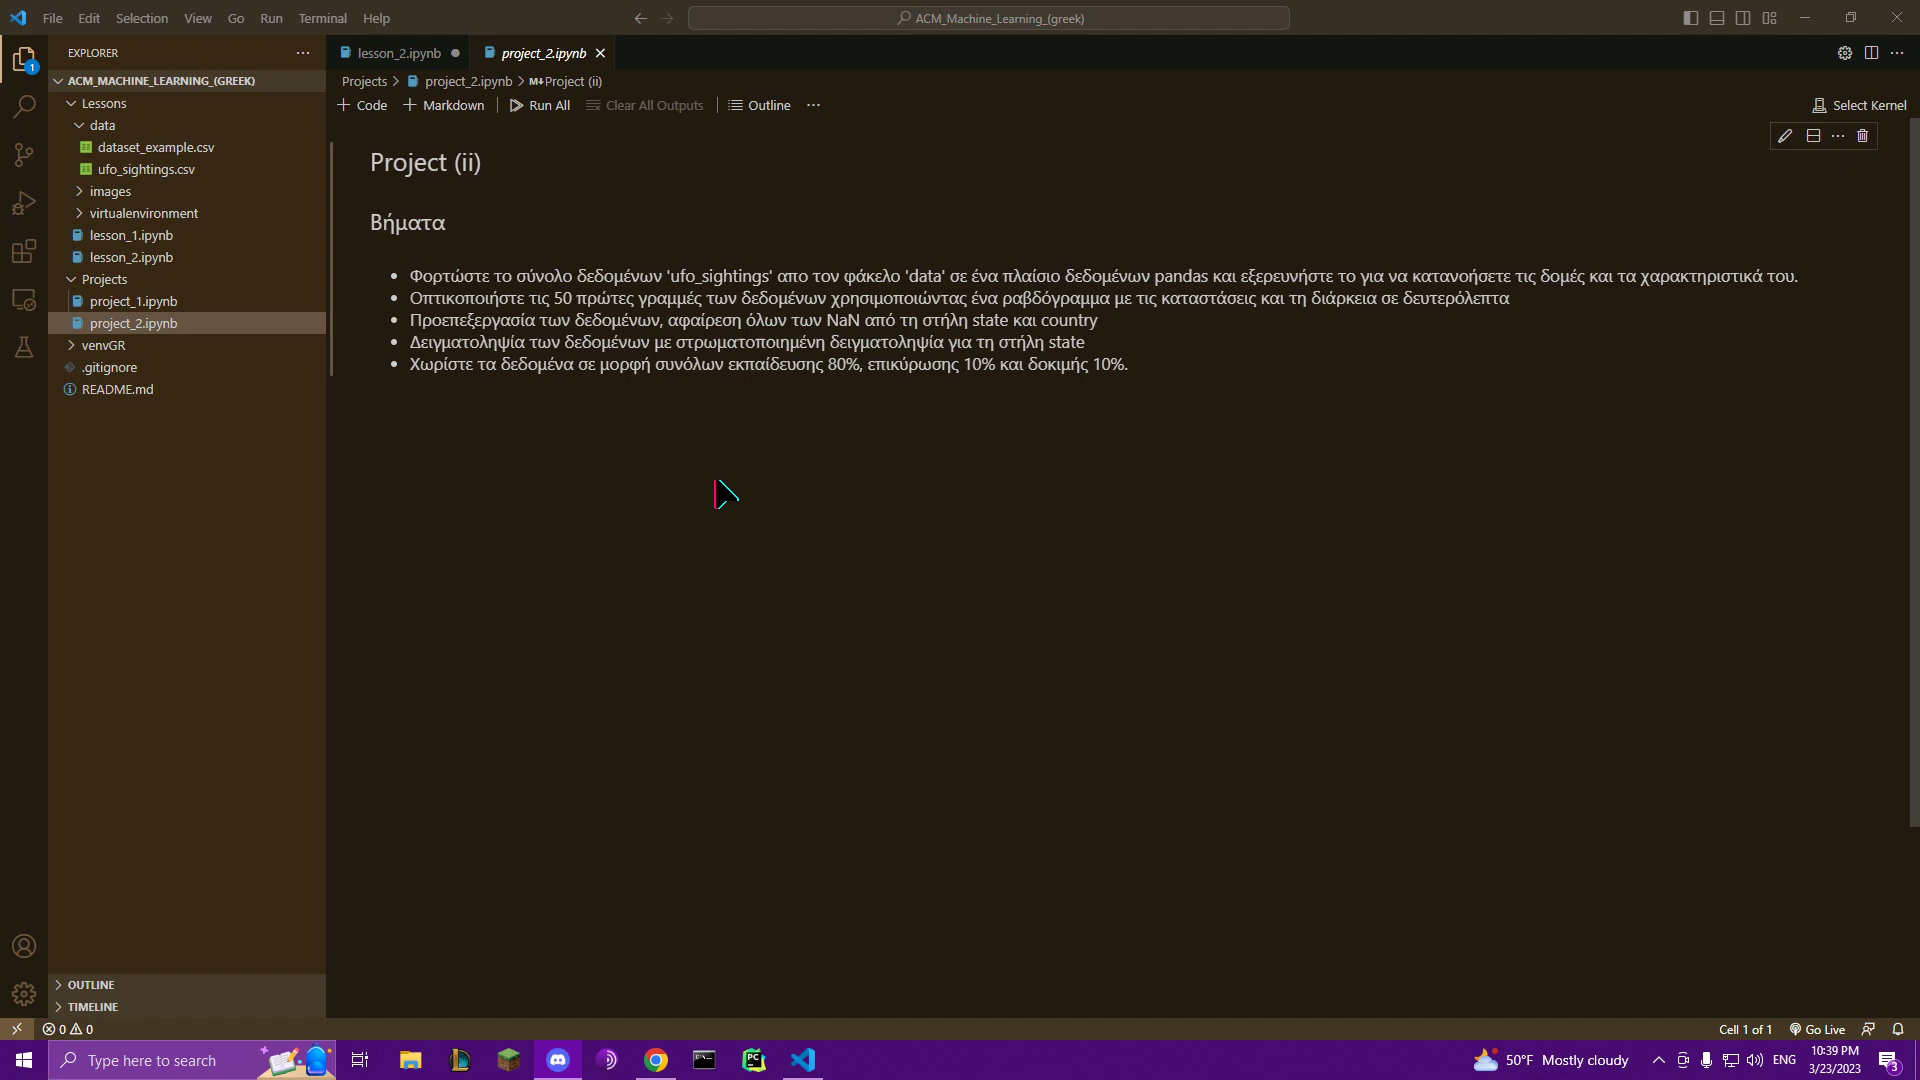 File Edit Selection View Go Run Terminal Help
ACM_Machine_Learning_(greek)
EXPLORER
lesson_2.ipynb
project_2.ipynb
ACM_MACHINE_LEARNING_(GREEK)
Projects > project_2.ipynb > M↓Project (ii)
Lessons
+ Code + Markdown Run All Clear All Outputs Outline ...
Select Kernel
data
dataset_example.csv
ufo_sightings.csv
images
virtualenvironment
lesson_1.ipynb
lesson_2.ipynb
Projects
project_1.ipynb
project_2.ipynb
venvGR
.gitignore
README.md
Project (ii)
Βήματα
Φορτώστε το σύνολο δεδομένων 'ufo_sightings' απο τον φάκελο 'data' σε ένα πλαίσιο δεδομένων pandas και εξερευνήστε το για να κατανοήσετε τις δομές και τα χαρακτηριστικά του.
Οπτικοποιήστε τις 50 πρώτες γραμμές των δεδομένων χρησιμοποιώντας ένα ραβδόγραμμα με τις καταστάσεις και τη διάρκεια σε δευτερόλεπτα
Προεπεξεργασία των δεδομένων, αφαίρεση όλων των NaN από τη στήλη state και country
Δειγματοληψία των δεδομένων με στρωματοποιημένη δειγματοληψία για τη στήλη state
Χωρίστε τα δεδομένα σε μορφή συνόλων εκπαίδευσης 80%, επικύρωσης 10% και δοκιμής 10%.
OUTLINE
TIMELINE
0 0
Cell 1 of 1 Go Live
Type here to search
50°F Mostly cloudy
ENG
10:39 PM
3/23/2023
3
1
PC